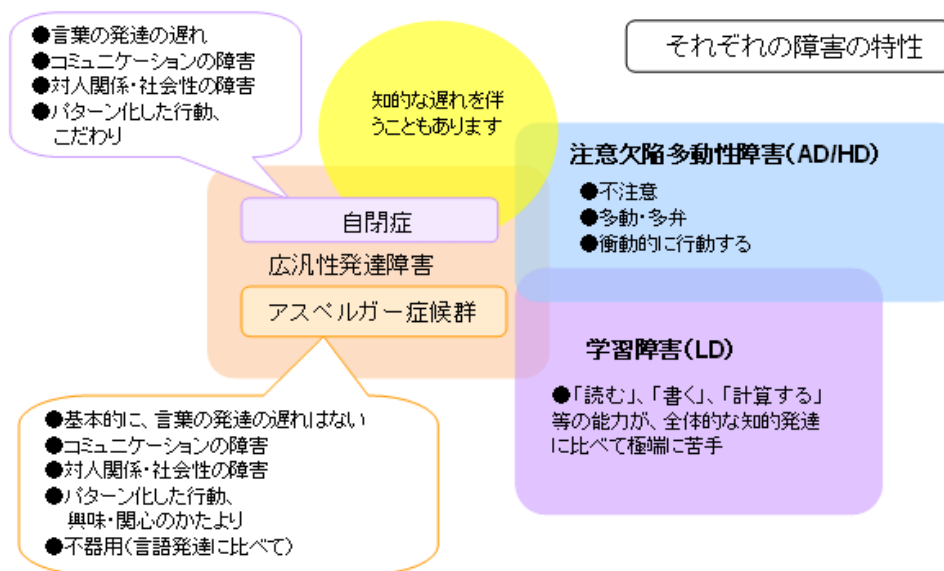 それぞれの障害の特性
●言葉の発達の遅れ
●コミュニケーションの障害
●対人関係・社会性の障害
●パターン化した行動、
こだわり
知的な遅れを伴
うこともあります
注意欠陥多動性障害(AD/HD)
●不注意
●多動・多弁
●衝動的に行動する
自閉症
広汎性発達障害
アスペルガー症候群
学習障害(LD)
●「読む」、「書く」、「計算する」
等の能力が、全体的な知的発達
に比べて極端に苦手
●基本的に、言葉の発達の遅れはない
●コミュニケーションの障害
●対人関係・社会性の障害
●パターン化した行動、
興味・関心のかたより
●不器用(言語発達に比べて)